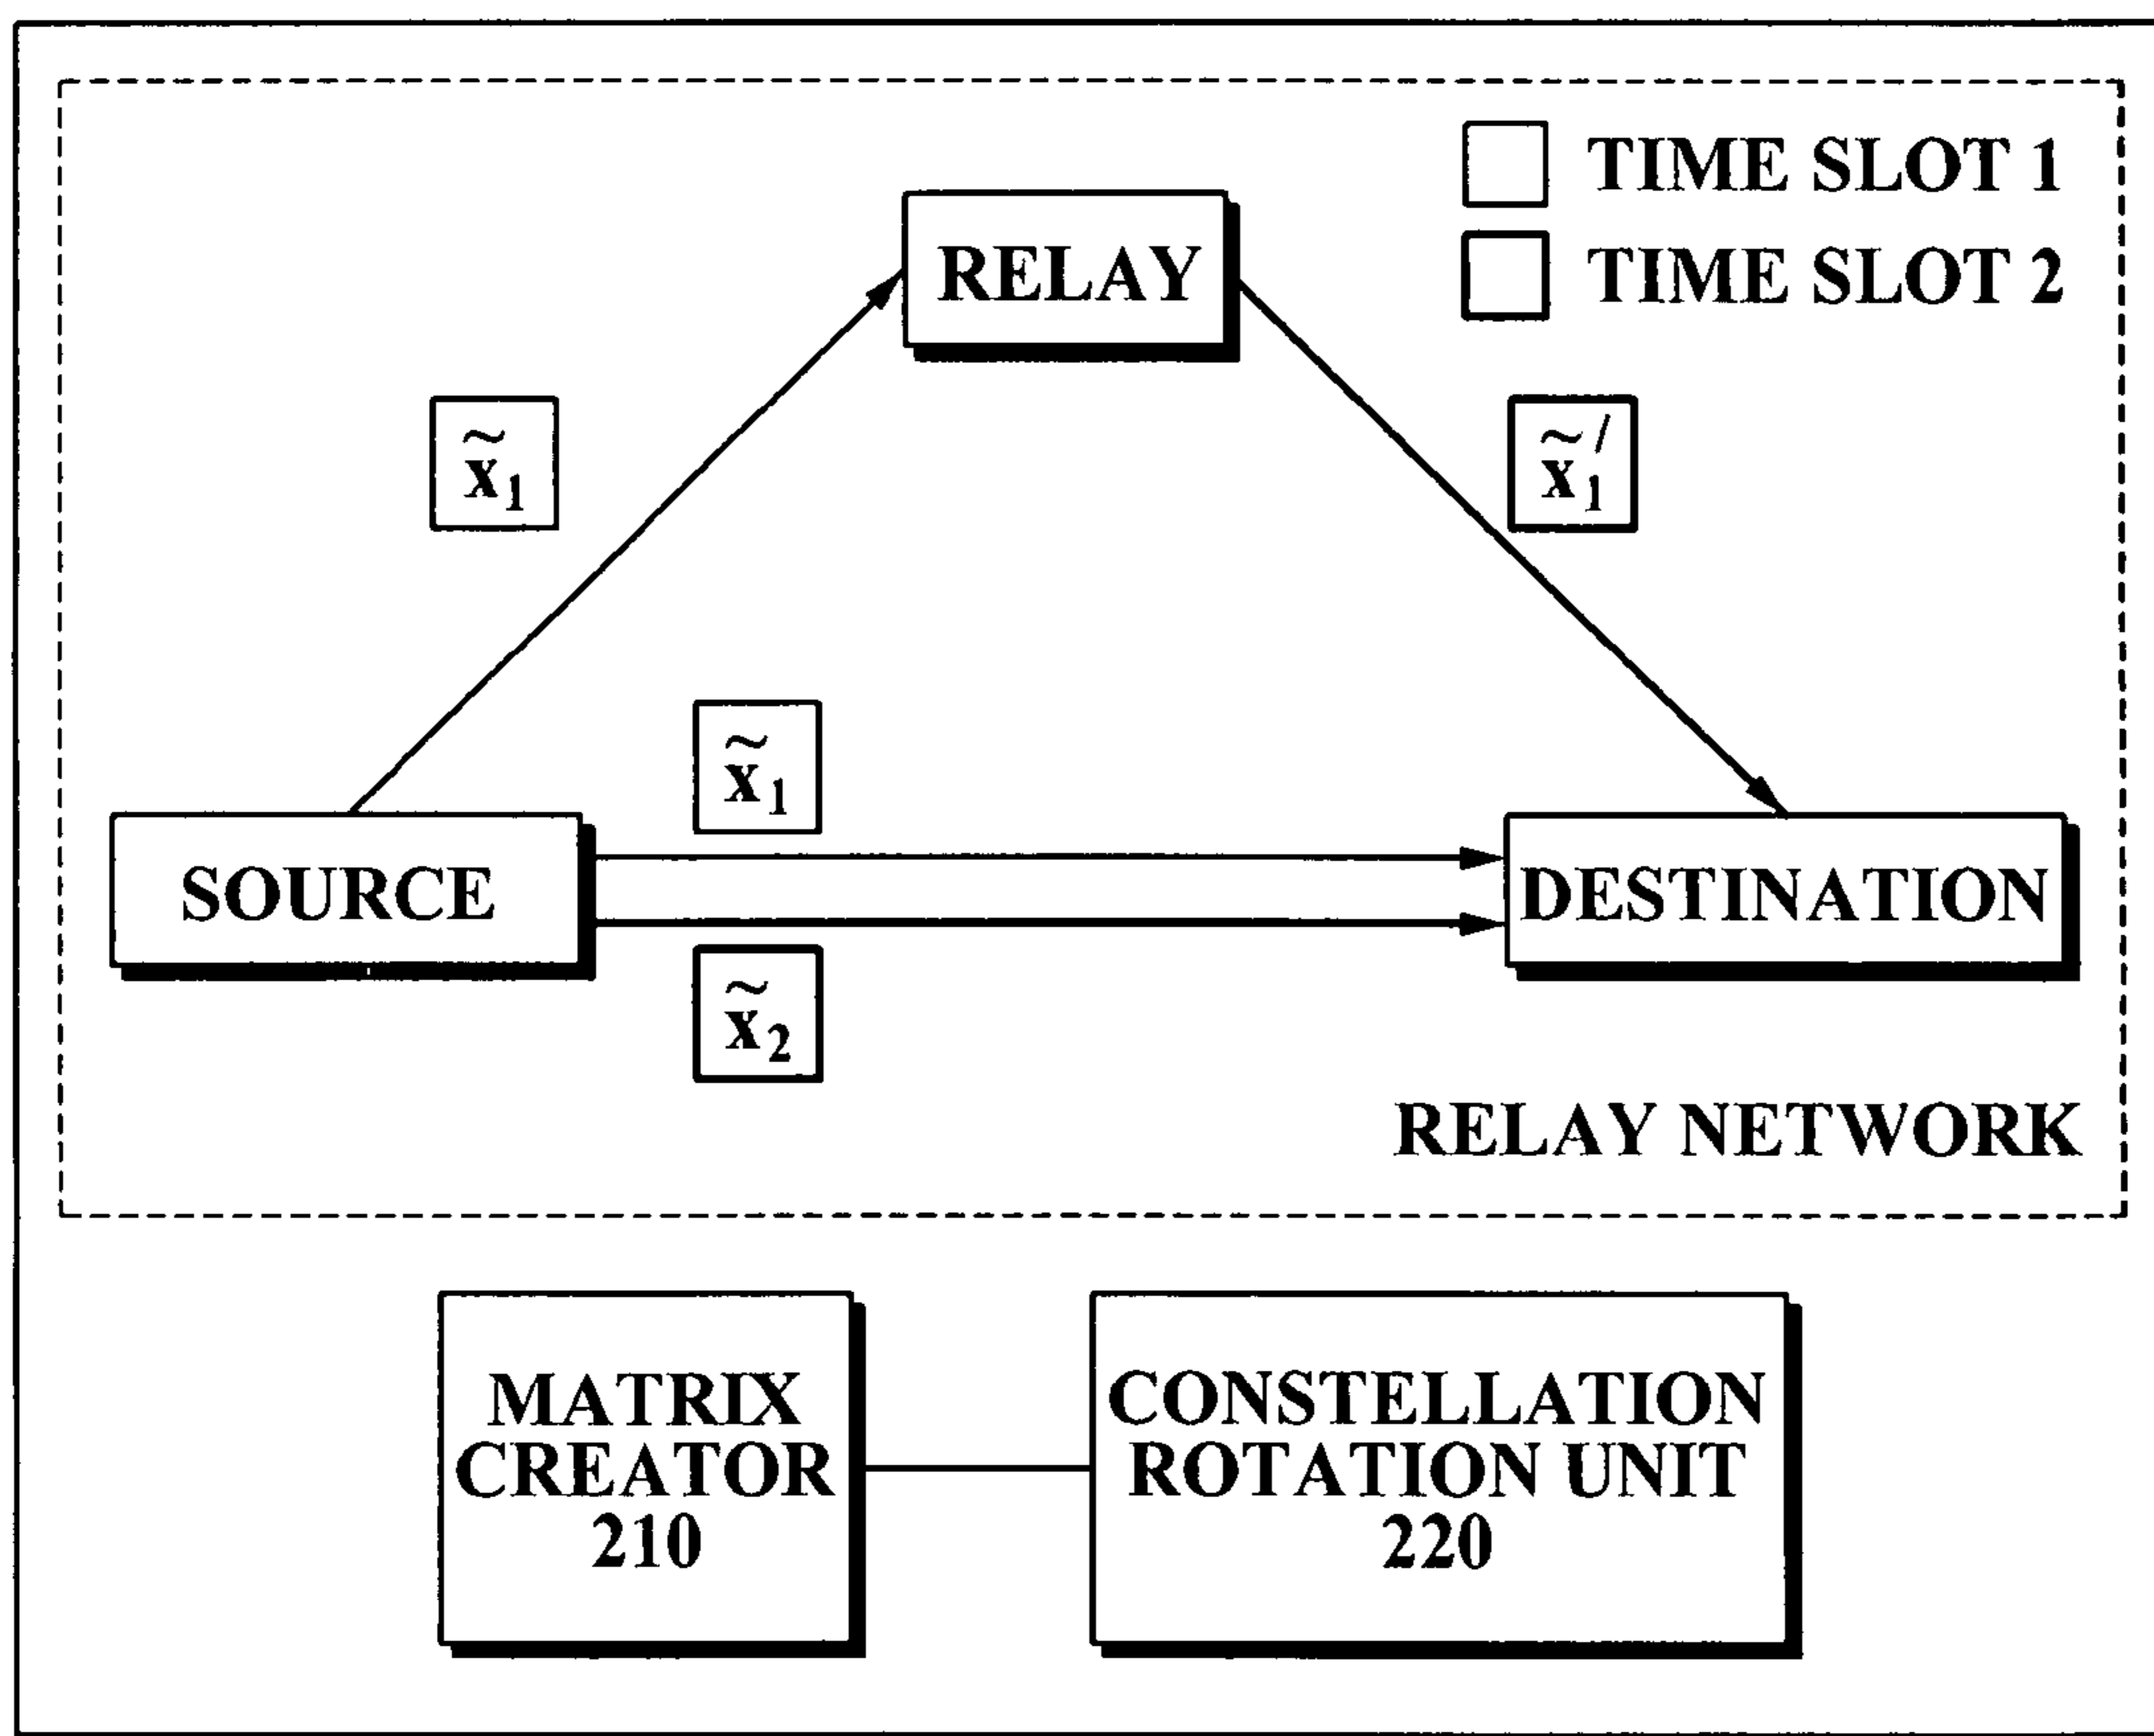 TIME SLOT 1
RELAY
TIME SLOT 2
x̃₁
x̃₁′
x̃₁
SOURCE
DESTINATION
x̃₂
RELAY NETWORK
MATRIX
CREATOR
210
CONSTELLATION
ROTATION UNIT
220